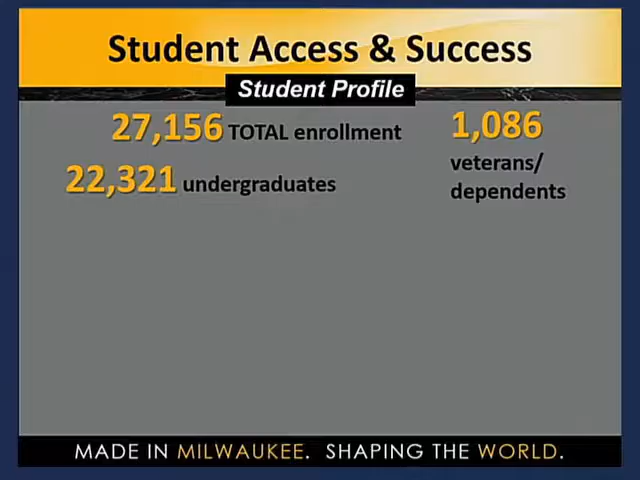 Student Access & Success
Student Profile
27,156 TOTAL enrollment
22,321 undergraduates
1,086
veterans/
dependents
MADE IN MILWAUKEE. SHAPING THE WORLD.